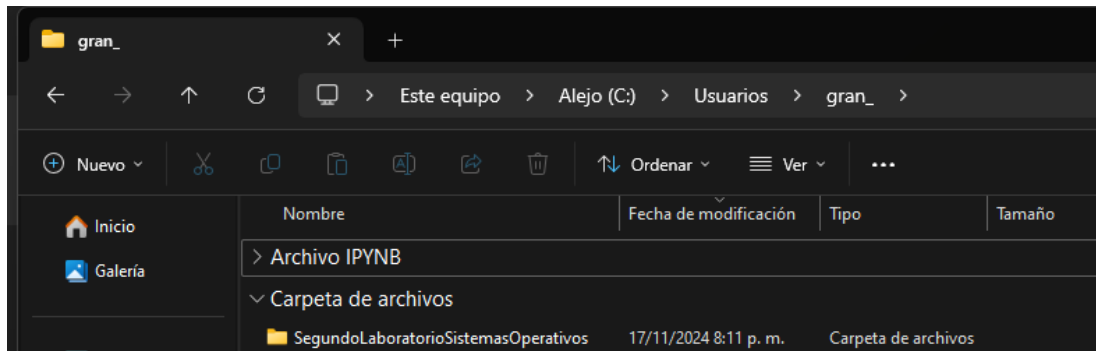 gran_
Este equipo > Alejo (C:) > Usuarios > gran_ >
Nuevo Ordenar Ver ...
Inicio
Galería
Nombre Fecha de modificación Tipo Tamaño
Archivo IPYNB
Carpeta de archivos
SegundoLaboratorioSistemasOperativos 17/11/2024 8:11 p. m. Carpeta de archivos